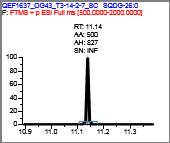 QEF1637_OG43_T3-14-2-7_SC SQDG-26:0
F: FTMS + p ESI Full ms [500.0000-2000.0000]
RT: 11.14
AA: 500
AH: 827
SN: INF
100
80
60
40
20
0
10.9 11.0 11.1 11.2 11.3